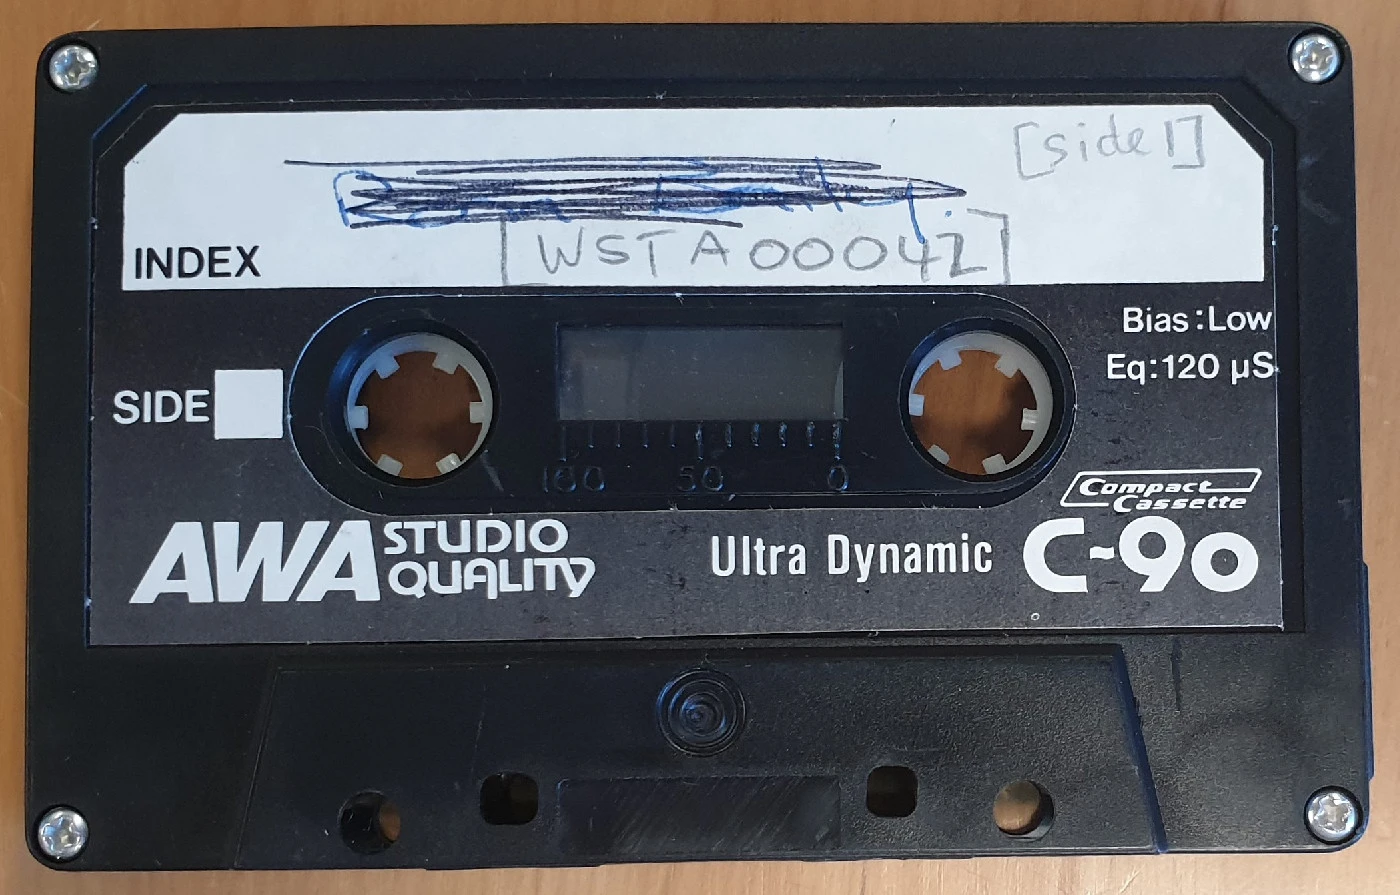 [side 1]
INDEX
[WSTA00042]
Bias:Low
Eq:120 µS
SIDE
100 50 0
Compact
Cassette
AWA STUDIO
QUALITY
Ultra Dynamic
C-90